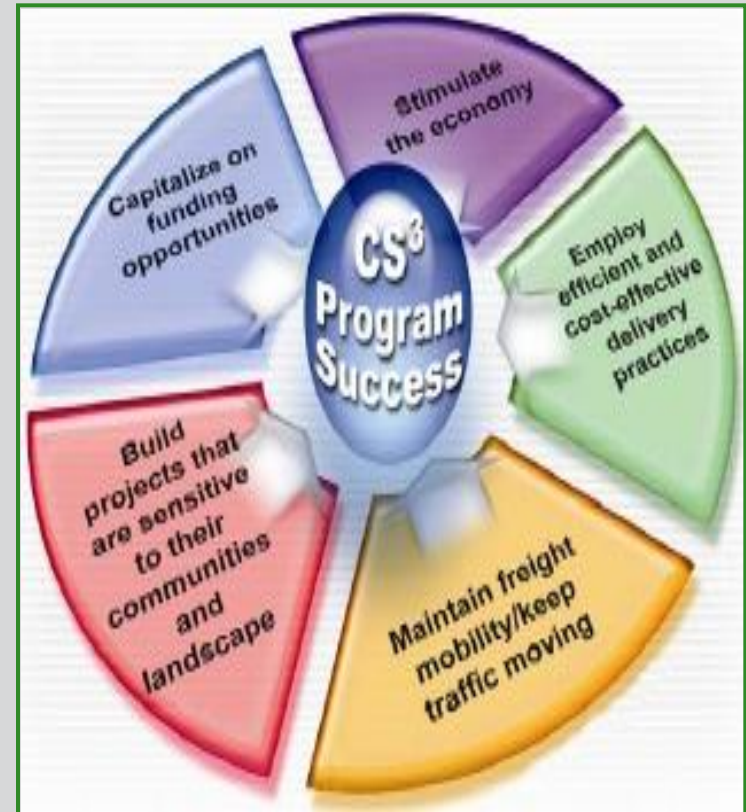 Stimulate
the economy
Employ
efficient and
cost-effective
delivery
practices
Maintain freight
mobility/keep
traffic moving
Build
projects that
are sensitive
to their
communities
and
landscape
Capitalize on
funding
opportunities
CS³
Program
Success